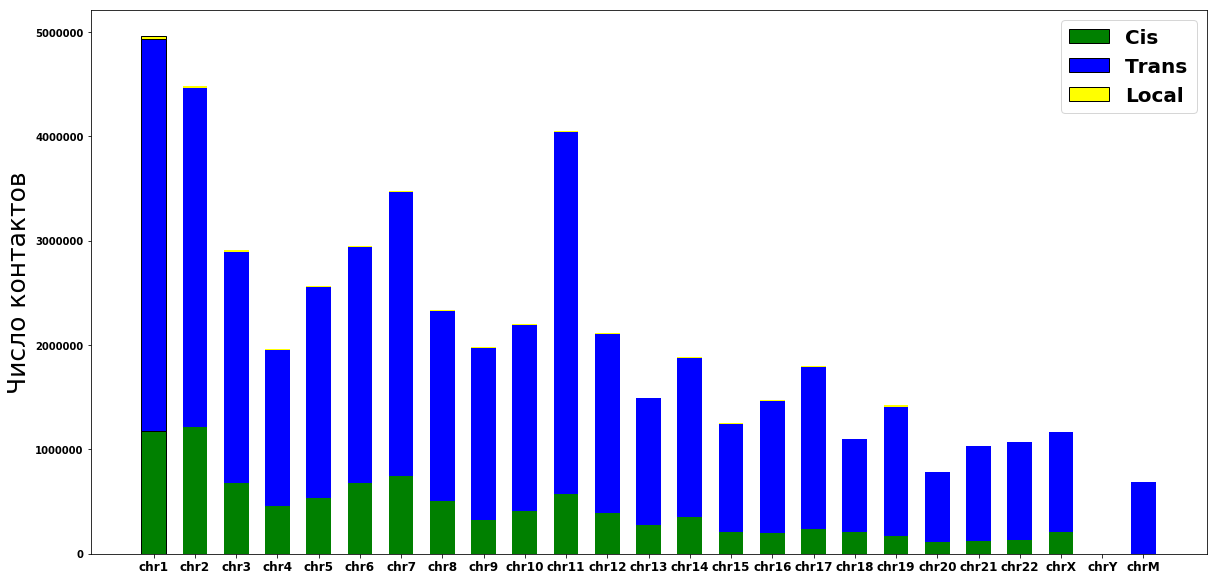 Число контактов
5000000
4000000
3000000
2000000
1000000
0
Cis
Trans
Local
chr1 chr2 chr3 chr4 chr5 chr6 chr7 chr8 chr9 chr10 chr11 chr12 chr13 chr14 chr15 chr16 chr17 chr18 chr19 chr20 chr21 chr22 chrX chrY chrM